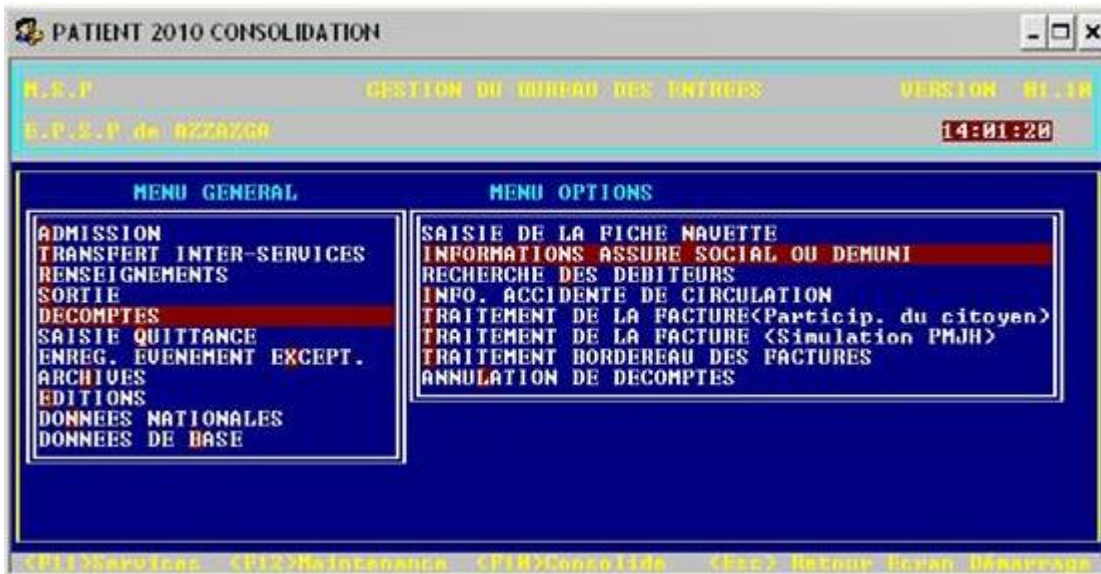 PATIENT 2010 CONSOLIDATION
M.S.P GESTION DU BUREAU DES ENTREES VERSION 01.10
E.P.S.P de AZZAZGA 14:01:20
MENU GENERAL
ADMISSION
TRANSFERT INTER-SERVICES
RENSEIGNEMENTS
SORTIE
DECOMPTES
SAISIE QUITTANCE
ENREG. EVENEMENT EXCEPT.
ARCHIVES
EDITIONS
DONNEES NATIONALES
DONNEES DE BASE
MENU OPTIONS
SAISIE DE LA FICHE NAVETTE
INFORMATIONS ASSURE SOCIAL OU DEMUNI
RECHERCHE DES DEBITEURS
INFO. ACCIDENTE DE CIRCULATION
TRAITEMENT DE LA FACTURE(Particip. du citoyen)
TRAITEMENT DE LA FACTURE (Simulation PMJH)
TRAITEMENT BORDEREAU DES FACTURES
ANNULATION DE DECOMPTES
<F11>Services <F12>Maintenance <F10>Consolide <Esc> Retour Ecran Démarrage